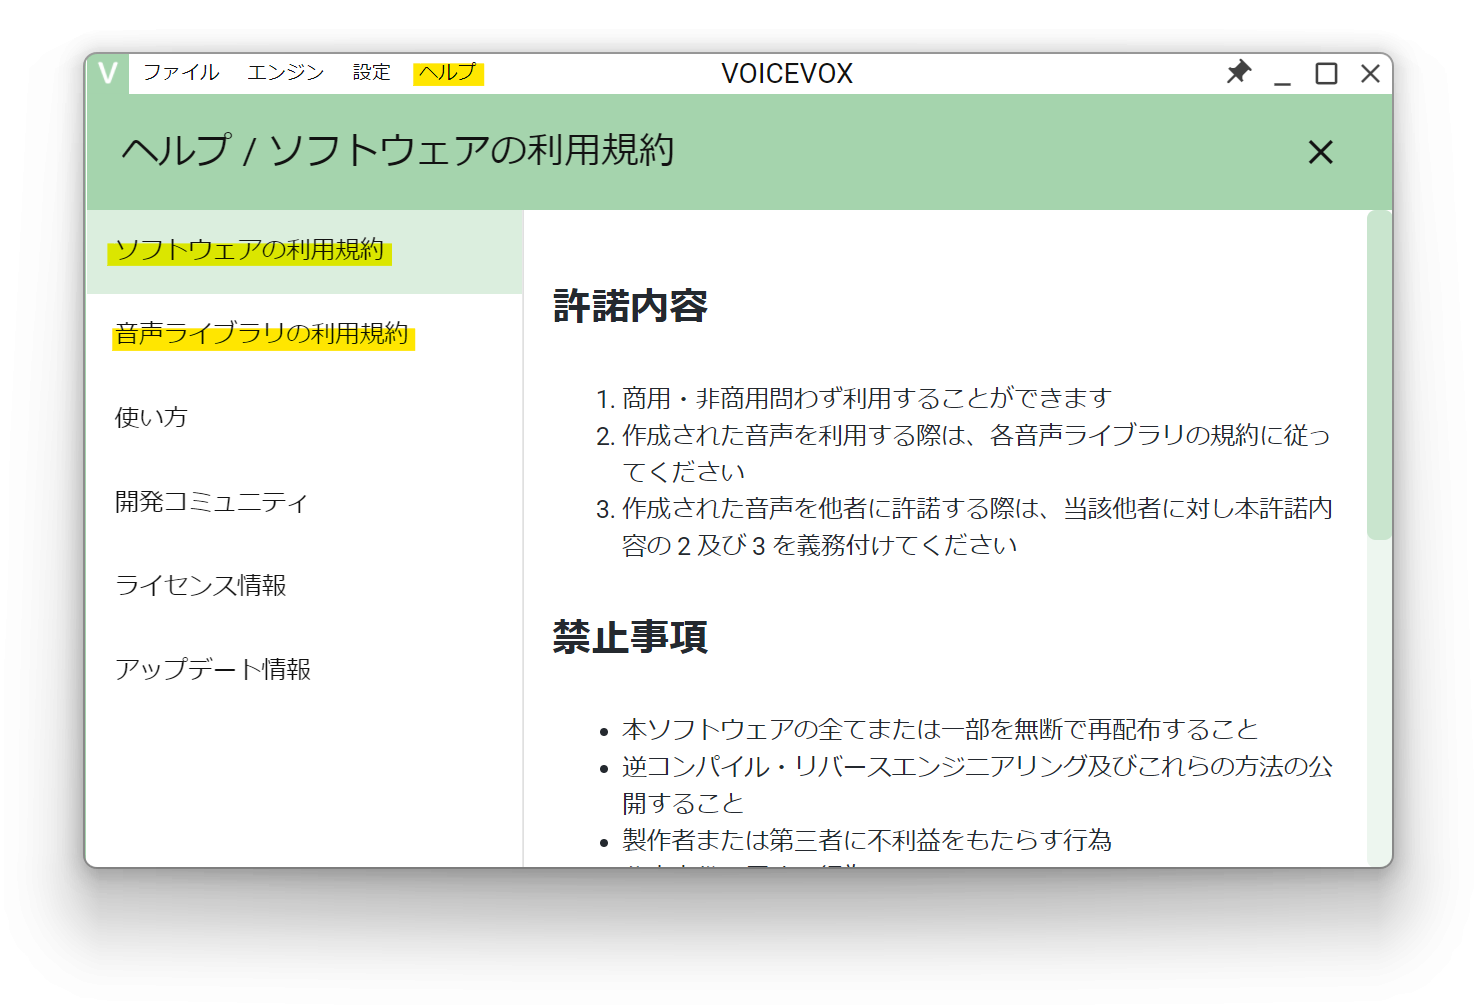 V ファイル エンジン 設定 ヘルプ VOICEVOX
ヘルプ / ソフトウェアの利用規約
ソフトウェアの利用規約
音声ライブラリの利用規約
使い方
開発コミュニティ
ライセンス情報
アップデート情報
許諾内容
1. 商用・非商用問わず利用することができます
2. 作成された音声を利用する際は、各音声ライブラリの規約に従っ
てください
3. 作成された音声を他者に許諾する際は、当該他者に対し本許諾内
容の 2 及び 3 を義務付けてください
禁止事項
• 本ソフトウェアの全てまたは一部を無断で再配布すること
• 逆コンパイル・リバースエンジニアリング及びこれらの方法の公
開すること
• 製作者または第三者に不利益をもたらす行為